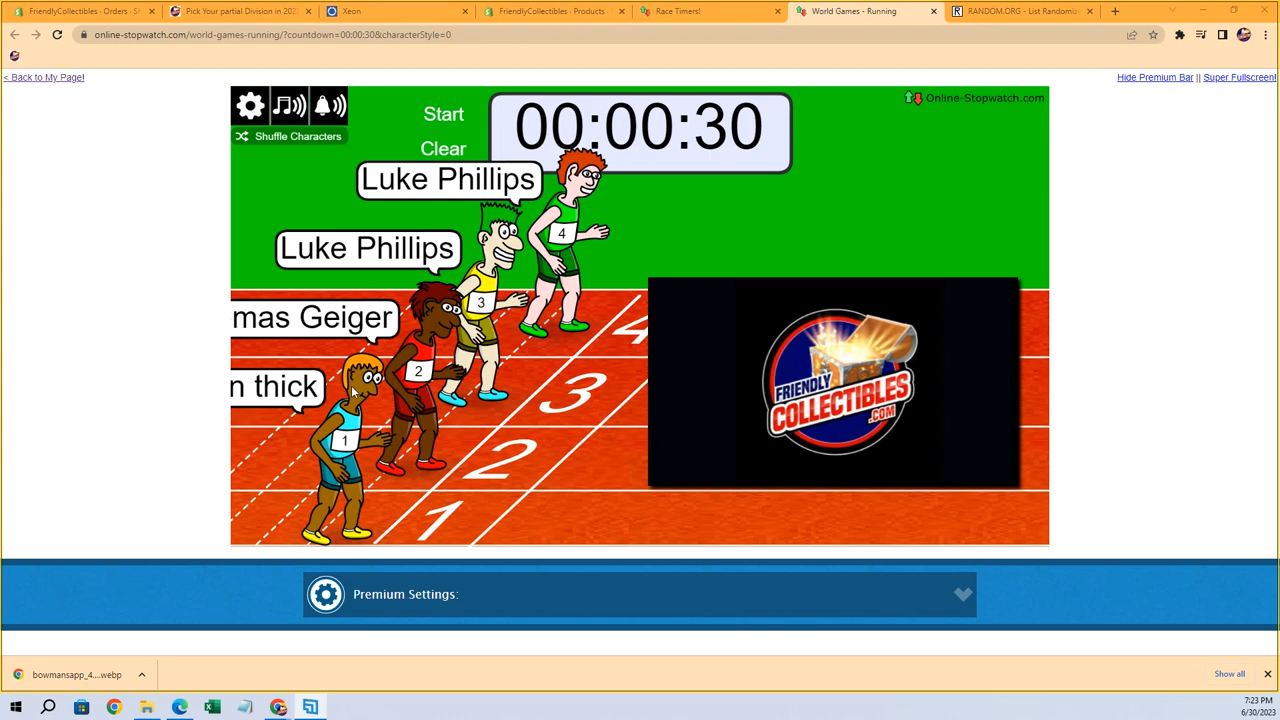 FriendlyCollectibles · Orders · S
Pick Your partial Division in 202
Xeon
FriendlyCollectibles · Products ·
Race Timers!
World Games - Running
RANDOM.ORG - List Randomiz
online-stopwatch.com/world-games-running/?countdown=00:00:30&characterStyle=0
< Back to My Page!
Hide Premium Bar || Super Fullscreen!
Start
Clear
00:00:30
Online-Stopwatch.com
Shuffle Characters
Luke Phillips
4
Luke Phillips
3
mas Geiger
2
n thick
1
4
3
2
1
FRIENDLY
COLLECTIBLES
.COM
Premium Settings:
bowmansapp_4....webp
Show all
7:23 PM
6/30/2023